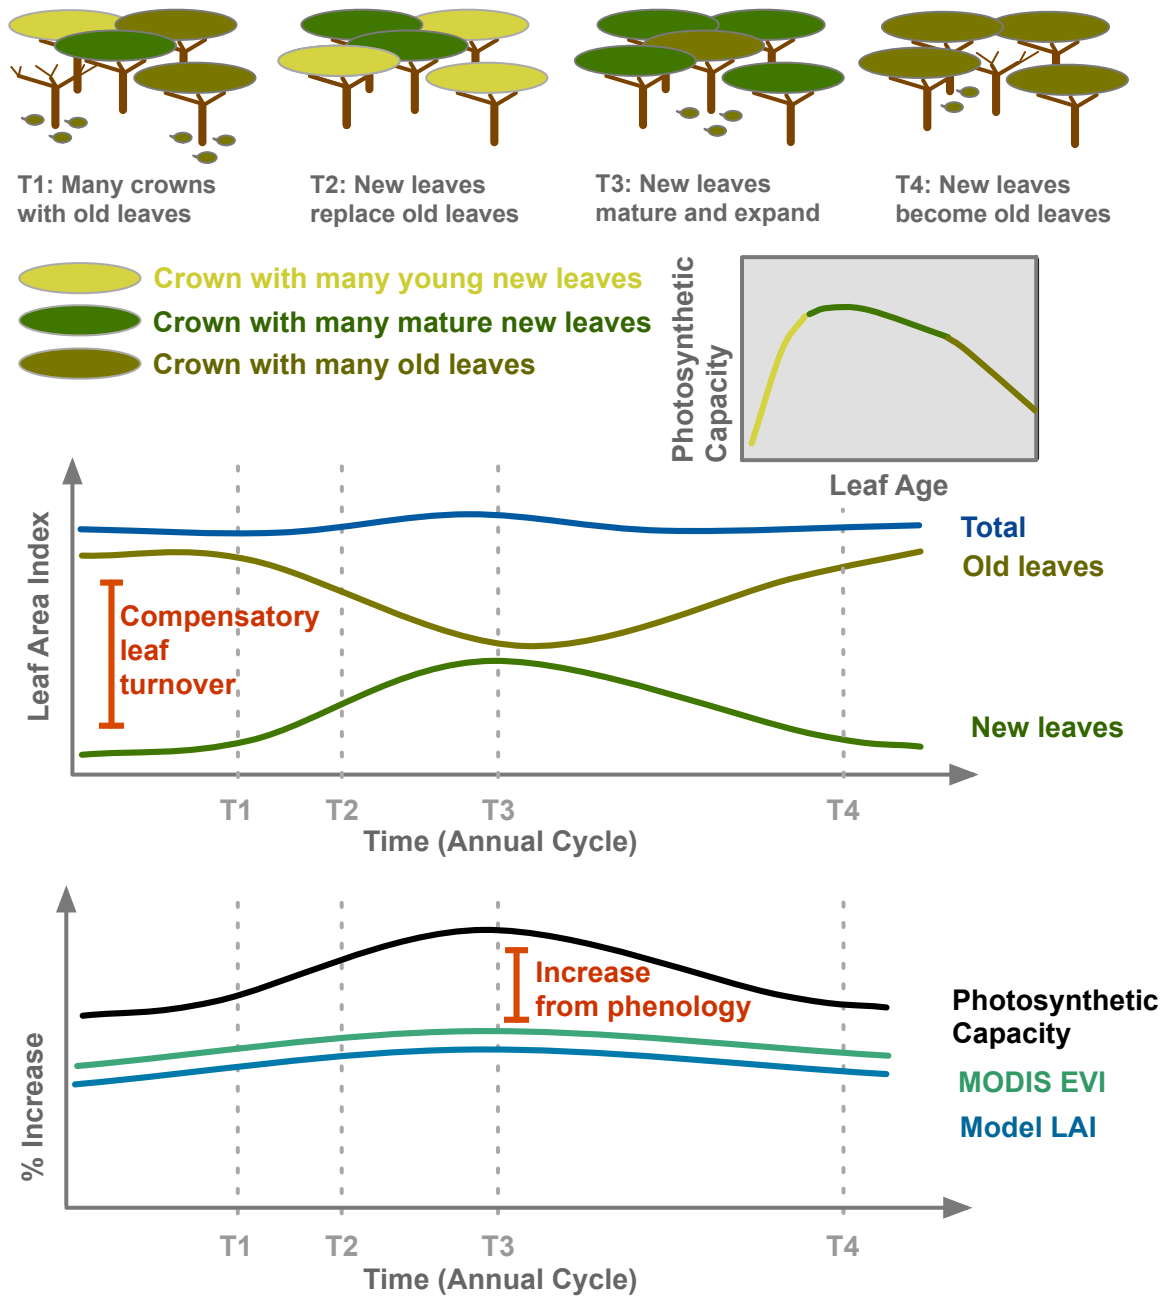 T1: Many crowns
with old leaves
T2: New leaves
replace old leaves
T3: New leaves
mature and expand
T4: New leaves
become old leaves
Crown with many young new leaves
Crown with many mature new leaves
Crown with many old leaves
Photosynthetic
Capacity
Leaf Age
Leaf Area Index
Total
Old leaves
Compensatory
leaf
turnover
New leaves
T1
T2
T3
T4
Time (Annual Cycle)
% Increase
Increase
from phenology
Photosynthetic
Capacity
MODIS EVI
Model LAI
T1
T2
T3
T4
Time (Annual Cycle)